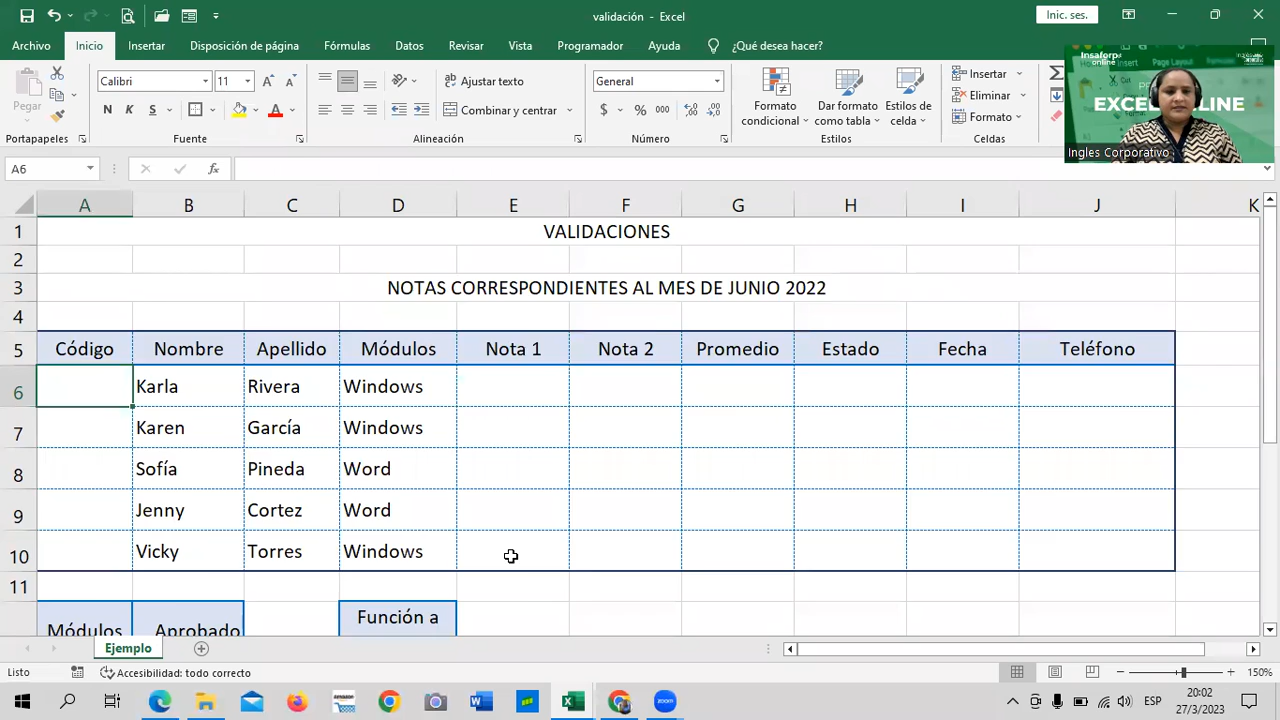 validación - Excel
Inic. ses.
Archivo Inicio Insertar Disposición de página Fórmulas Datos Revisar Vista Programador Ayuda ¿Qué desea hacer?
Pegar
Calibri 11
N K S
Ajustar texto
Combinar y centrar
General
$ % 000
Formato condicional
Dar formato como tabla
Estilos de celda
Insertar
Eliminar
Formato
Portapapeles Fuente Alineación Número Estilos Celdas
Insaforp online
EXCEL ONLINE
Ingles Corporativo
A6 fx
A B C D E F G H I J K
1 VALIDACIONES
2
3 NOTAS CORRESPONDIENTES AL MES DE JUNIO 2022
4
5 Código Nombre Apellido Módulos Nota 1 Nota 2 Promedio Estado Fecha Teléfono
6 Karla Rivera Windows
7 Karen García Windows
8 Sofía Pineda Word
9 Jenny Cortez Word
10 Vicky Torres Windows
11
Módulos Aprobado Función a
Ejemplo
Listo Accesibilidad: todo correcto 150%
ESP 20:02
27/3/2023